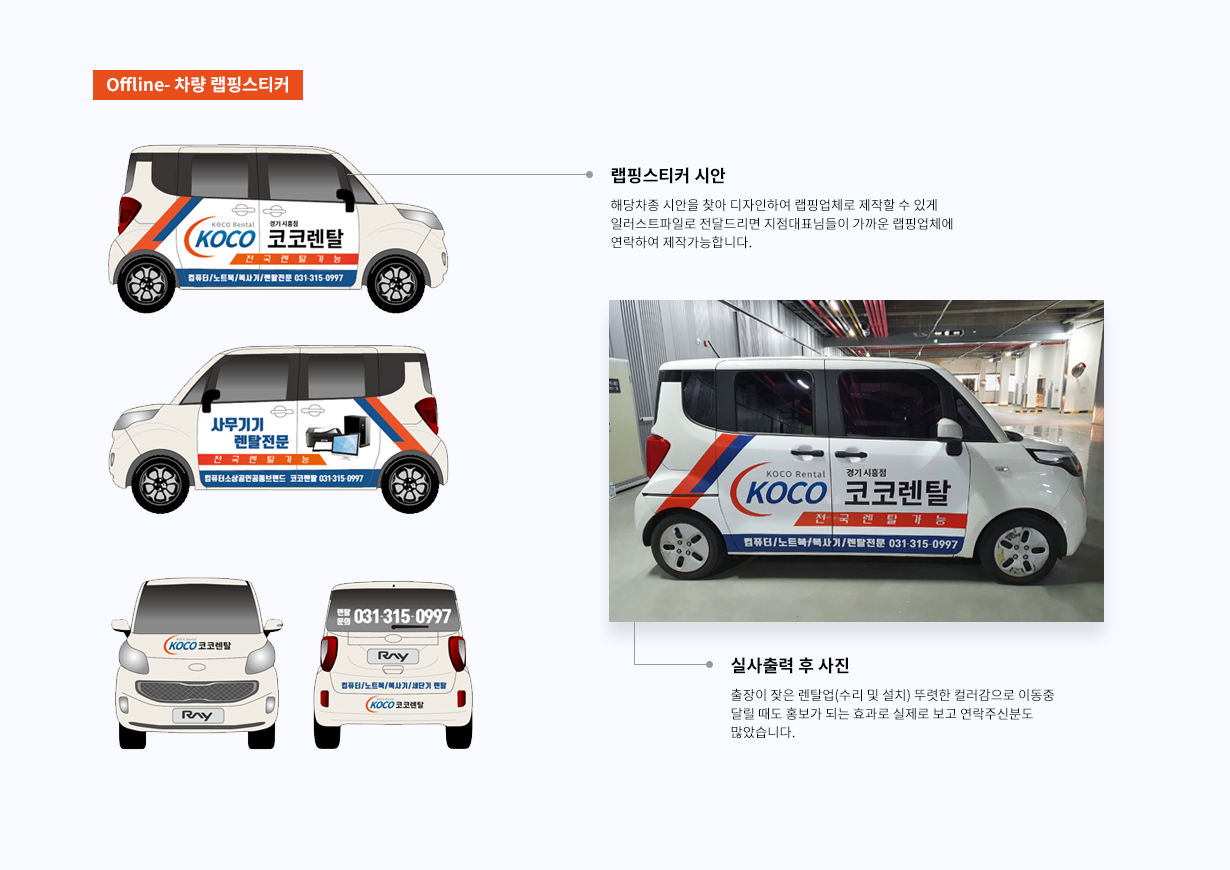 Offline- 차량 랩핑스티커
KOCO Rental
경기 시흥점
KOCO 코코렌탈
전국렌탈가능
컴퓨터/노트북/복사기/렌탈전문 031-315-0997
랩핑스티커 시안
해당차종 시안을 찾아 디자인하여 랩핑업체로 제작할 수 있게
일러스트파일로 전달드리면 지점대표님들이 가까운 랩핑업체에
연락하여 제작가능합니다.
사무기기
렌탈전문
전국렌탈가능
컴퓨터소상공인공동브랜드 코코렌탈 031-315-0997
KOCO Rental
경기 시흥점
KOCO 코코렌탈
전국렌탈가능
컴퓨터/노트북/복사기/렌탈전문 031-315-0997
KOCO 코코렌탈
Ray
렌탈
문의 031-315-0997
Ray
컴퓨터/노트북/복사기/세단기 렌탈
KOCO 코코렌탈
실사출력 후 사진
출장이 잦은 렌탈업(수리 및 설치) 뚜렷한 컬러감으로 이동중
달릴 때도 홍보가 되는 효과로 실제로 보고 연락주신분도
많았습니다.